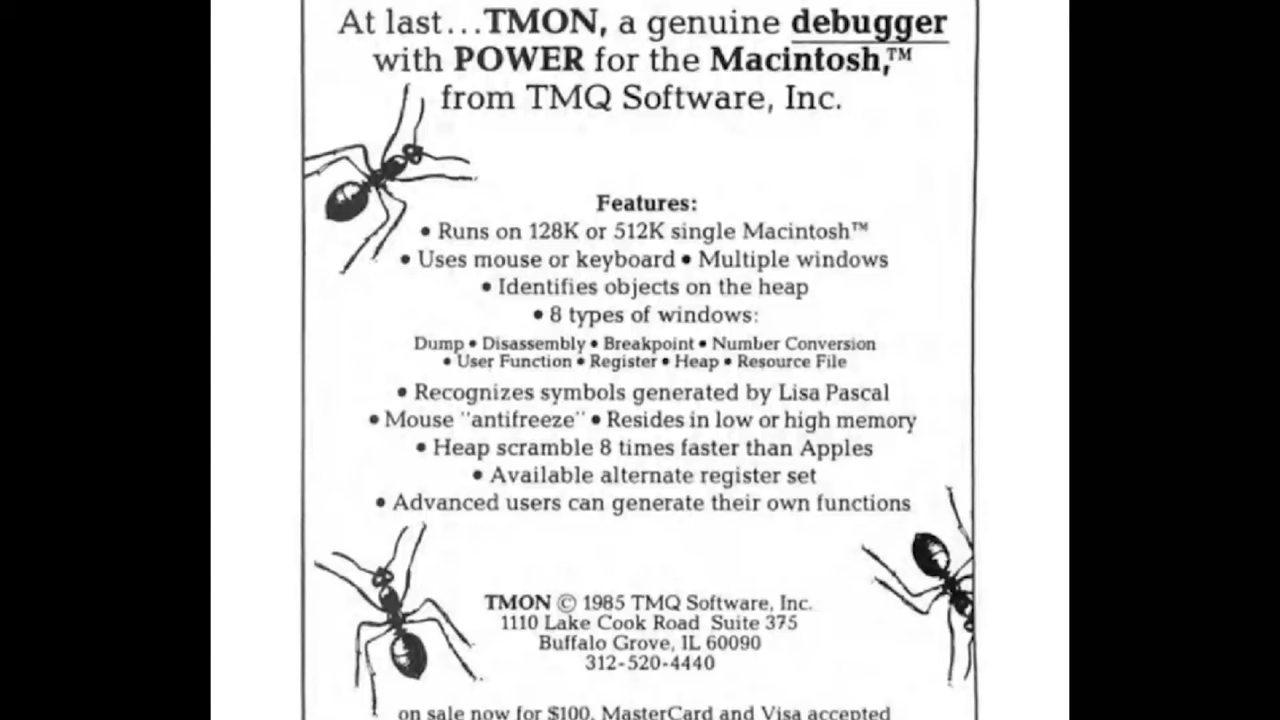 At last...TMON, a genuine debugger
with POWER for the Macintosh,™
from TMQ Software, Inc.
Features:
• Runs on 128K or 512K single Macintosh™
• Uses mouse or keyboard • Multiple windows
• Identifies objects on the heap
• 8 types of windows:
Dump • Disassembly • Breakpoint • Number Conversion
• User Function • Register • Heap • Resource File
• Recognizes symbols generated by Lisa Pascal
• Mouse "antifreeze" • Resides in low or high memory
• Heap scramble 8 times faster than Apples
• Available alternate register set
• Advanced users can generate their own functions
TMON © 1985 TMQ Software, Inc.
1110 Lake Cook Road Suite 375
Buffalo Grove, IL 60090
312-520-4440
on sale now for $100. MasterCard and Visa accepted